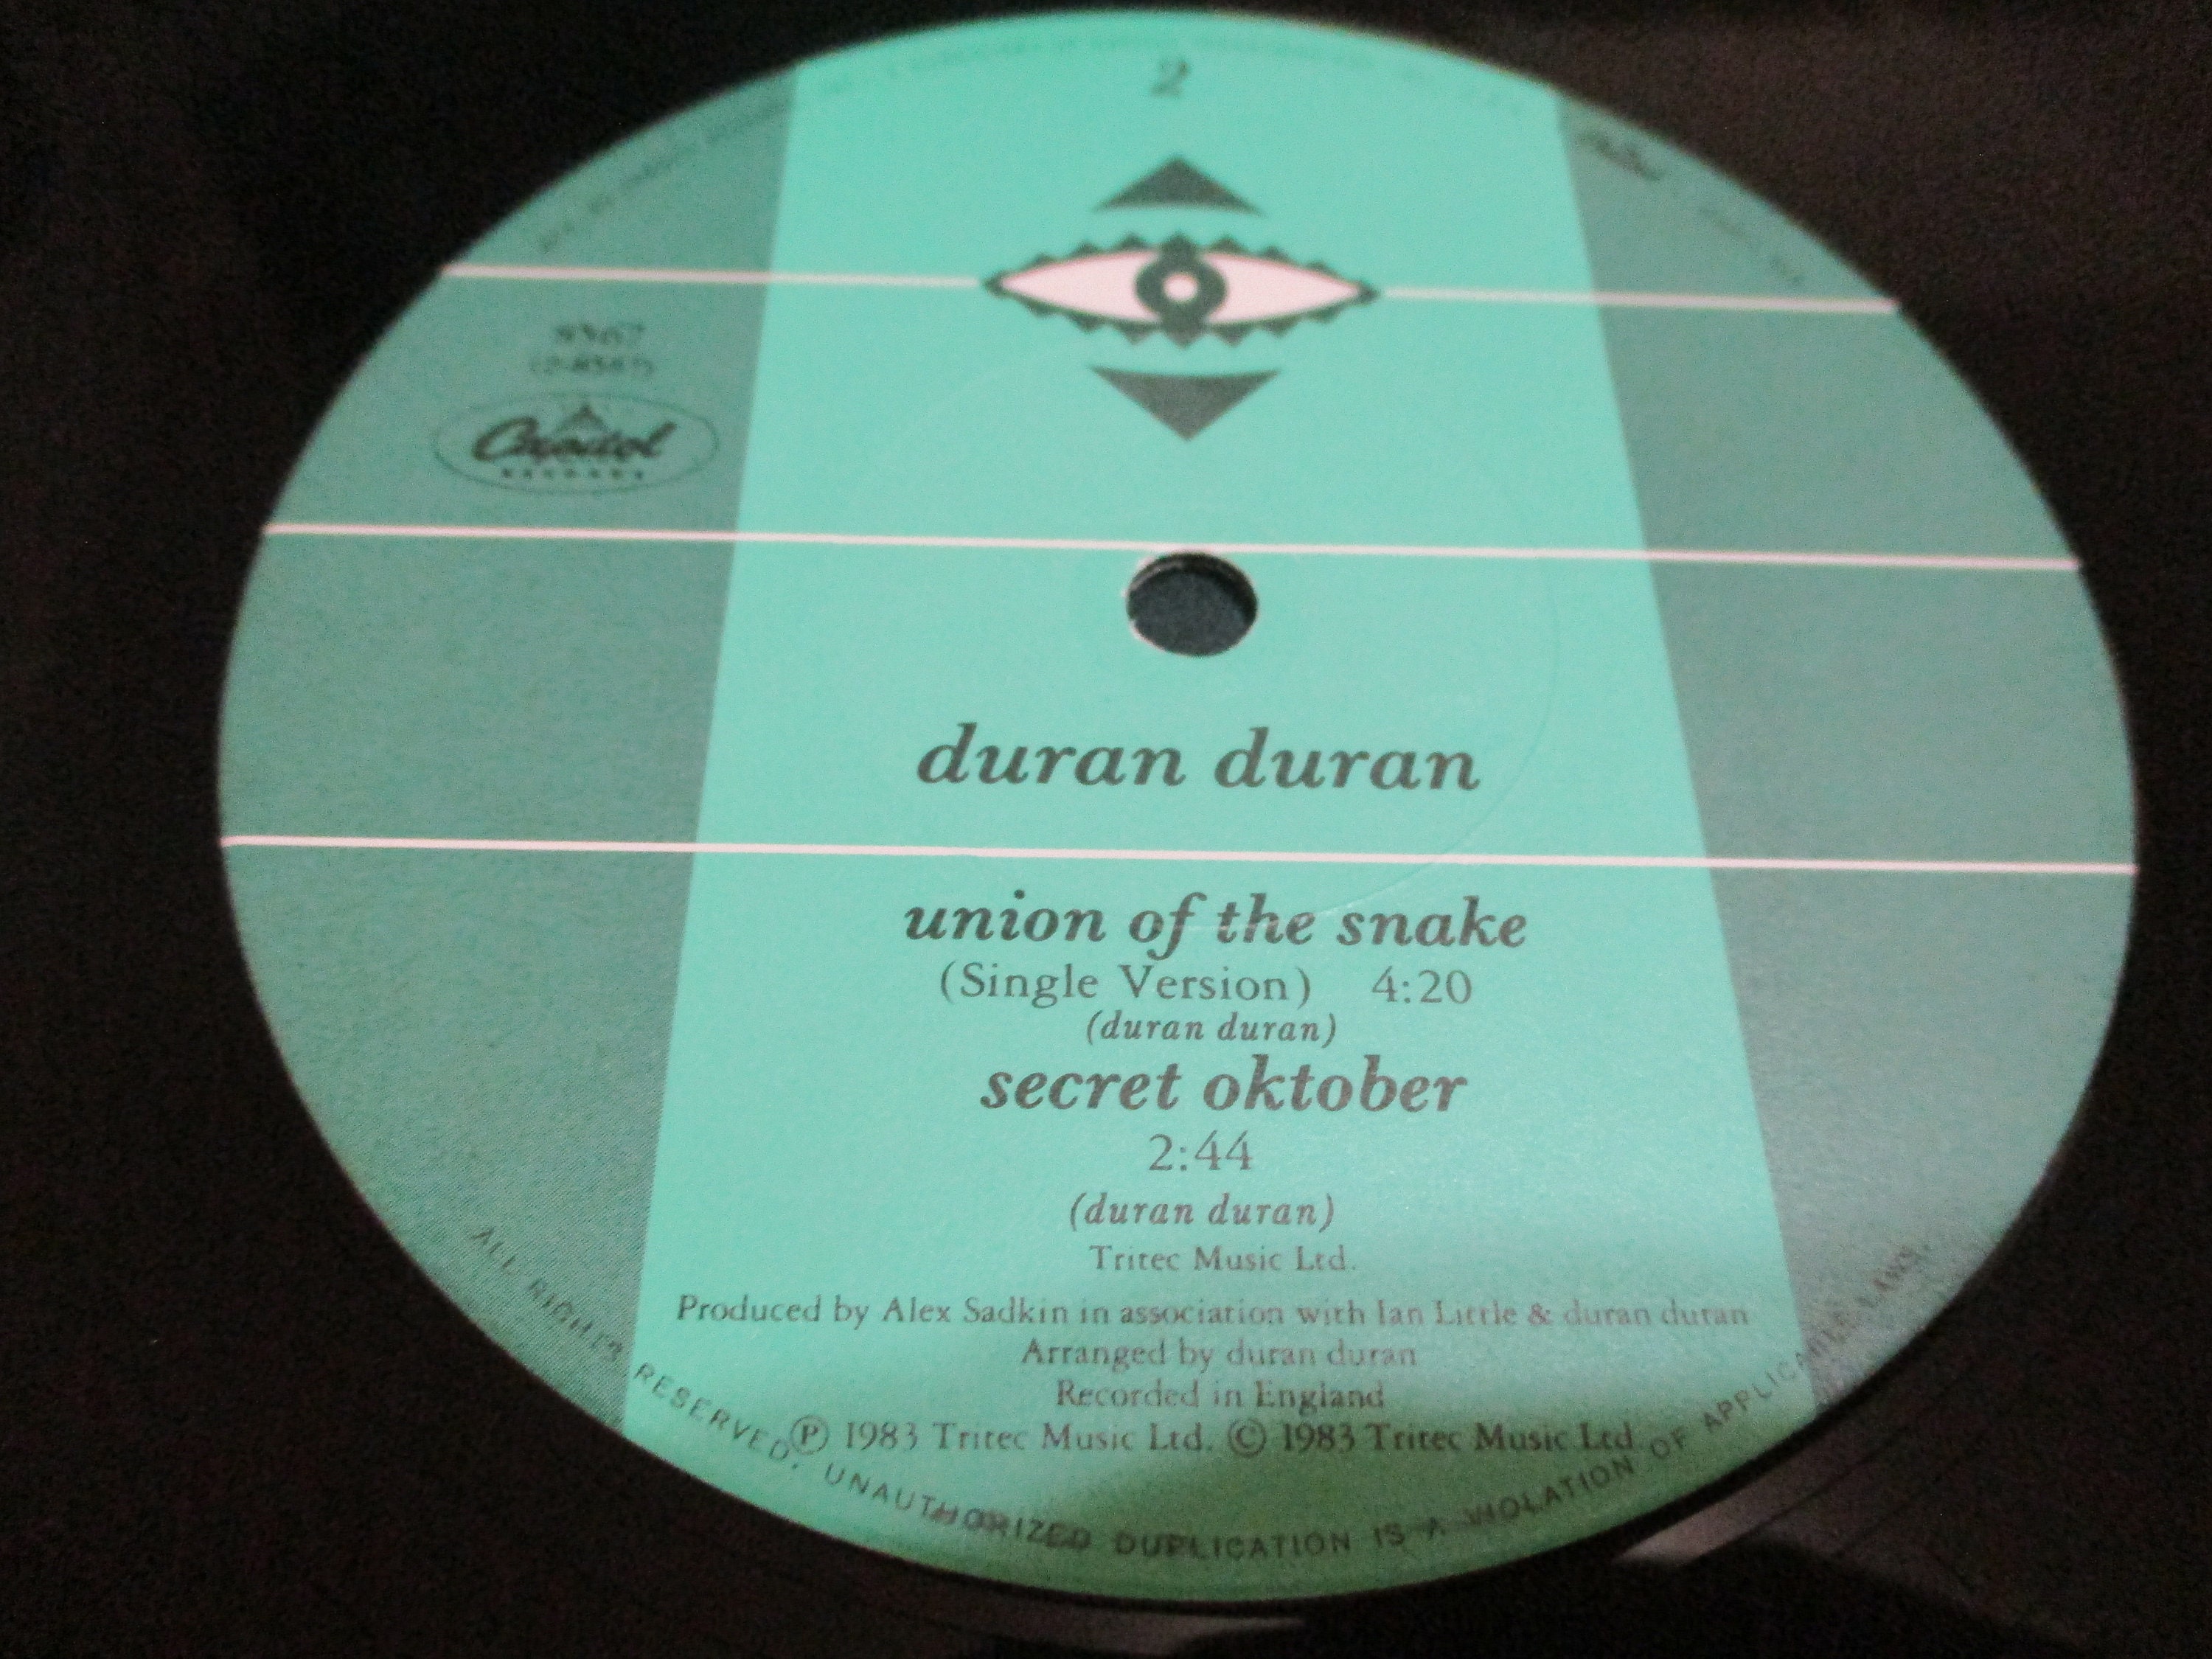 2
8567
Capitol
RECORDS
duran duran
union of the snake
(Single Version) 4:20
(duran duran)
secret oktober
2:44
(duran duran)
Tritec Music Ltd.
Produced by Alex Sadkin in association with Ian Little & duran duran
Arranged by duran duran
Recorded in England
℗ 1983 Tritec Music Ltd. © 1983 Tritec Music Ltd.
ALL RIGHTS RESERVED. UNAUTHORIZED DUPLICATION IS A VIOLATION OF APPLICABLE LAWS.